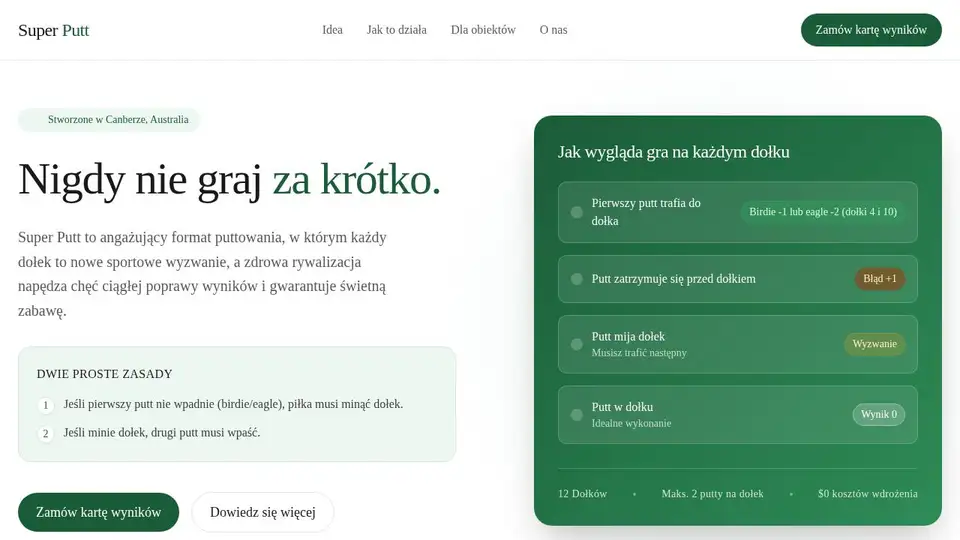 Super Putt
Idea
Jak to działa
Dla obiektów
O nas
Zamów kartę wyników
Stworzone w Canberze, Australia
Nigdy nie graj za krótko.
Super Putt to angażujący format puttowania, w którym każdy
dołek to nowe sportowe wyzwanie, a zdrowa rywalizacja
napędza chęć ciągłej poprawy wyników i gwarantuje świetną
zabawę.
DWIE PROSTE ZASADY
1 Jeśli pierwszy putt nie wpadnie (birdie/eagle), piłka musi minąć dołek.
2 Jeśli minie dołek, drugi putt musi wpaść.
Zamów kartę wyników
Dowiedz się więcej
Jak wygląda gra na każdym dołku
Pierwszy putt trafia do
dołka
Birdie -1 lub eagle -2 (dołki 4 i 10)
Putt zatrzymuje się przed dołkiem
Błąd +1
Putt mija dołek
Musisz trafić następny
Wyzwanie
Putt w dołku
Idealne wykonanie
Wynik 0
12 Dołków • Maks. 2 putty na dołek • $0 kosztów wdrożenia